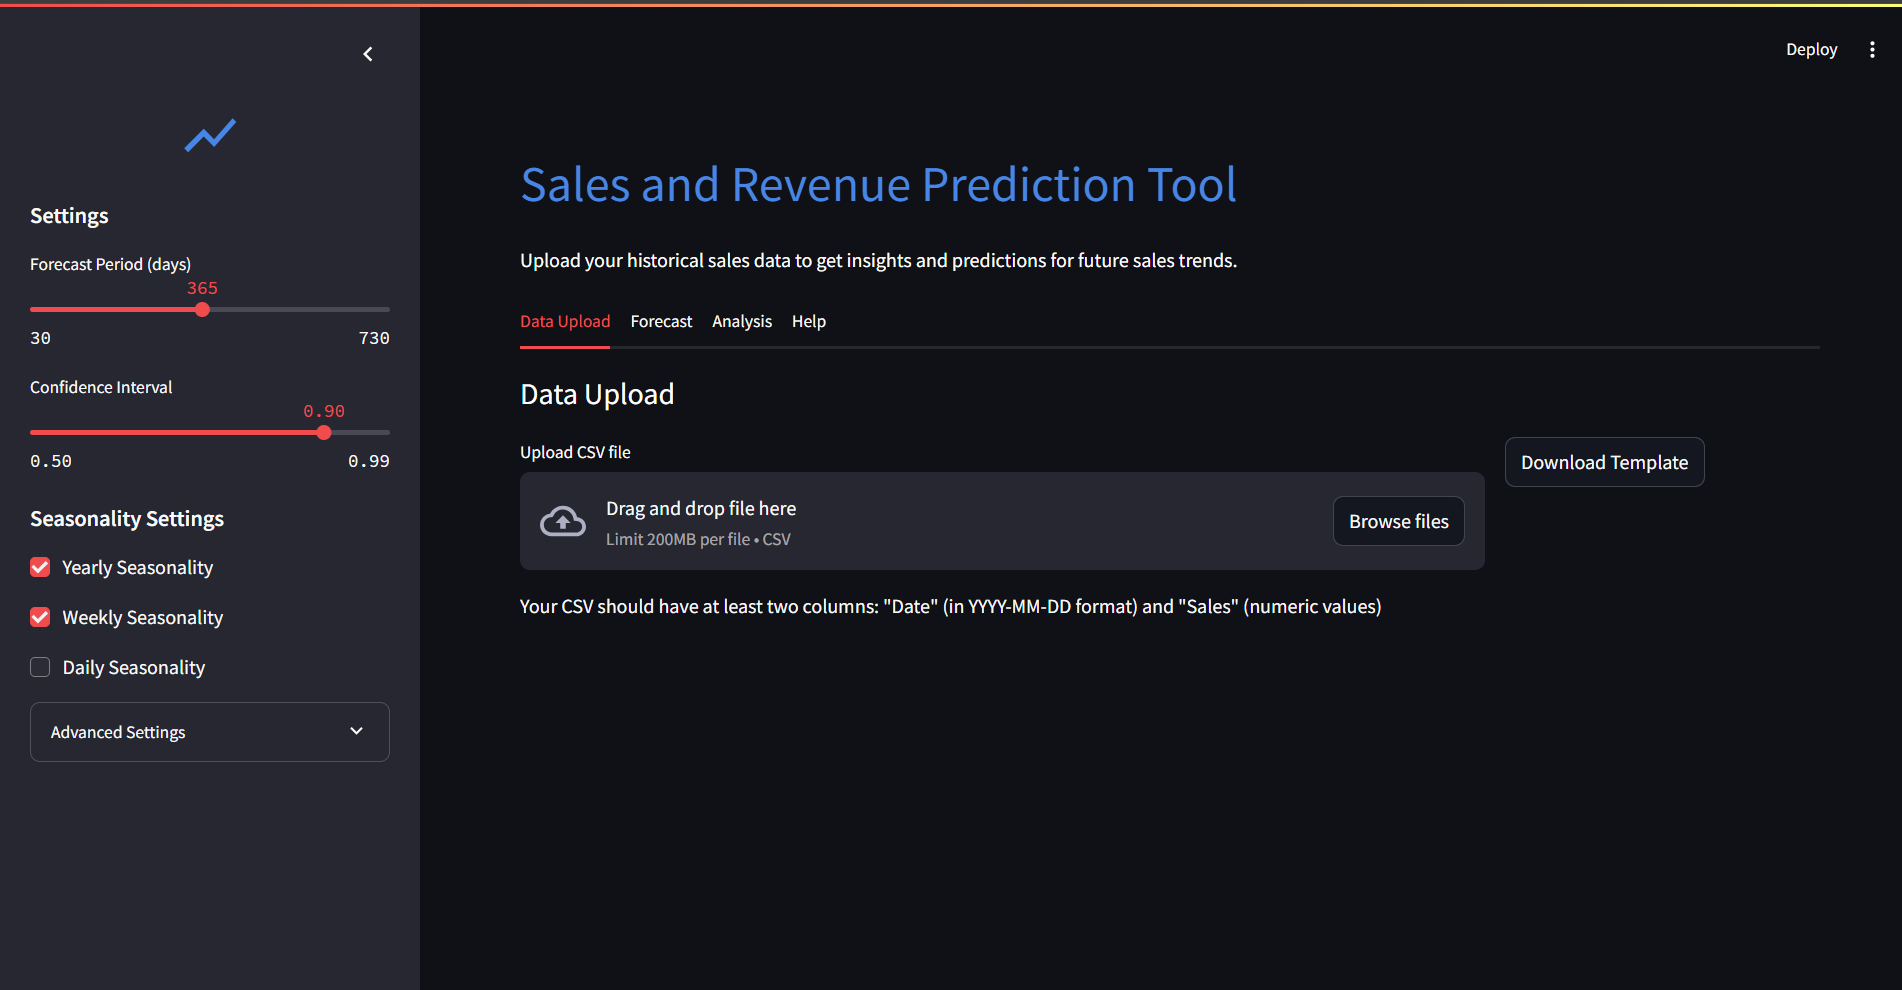 Deploy
Settings
Forecast Period (days)
365
30 730
Confidence Interval
0.90
0.50 0.99
Seasonality Settings
Yearly Seasonality
Weekly Seasonality
Daily Seasonality
Advanced Settings
Sales and Revenue Prediction Tool
Upload your historical sales data to get insights and predictions for future sales trends.
Data Upload Forecast Analysis Help
Data Upload
Upload CSV file
Drag and drop file here
Limit 200MB per file • CSV
Browse files
Download Template
Your CSV should have at least two columns: "Date" (in YYYY-MM-DD format) and "Sales" (numeric values)